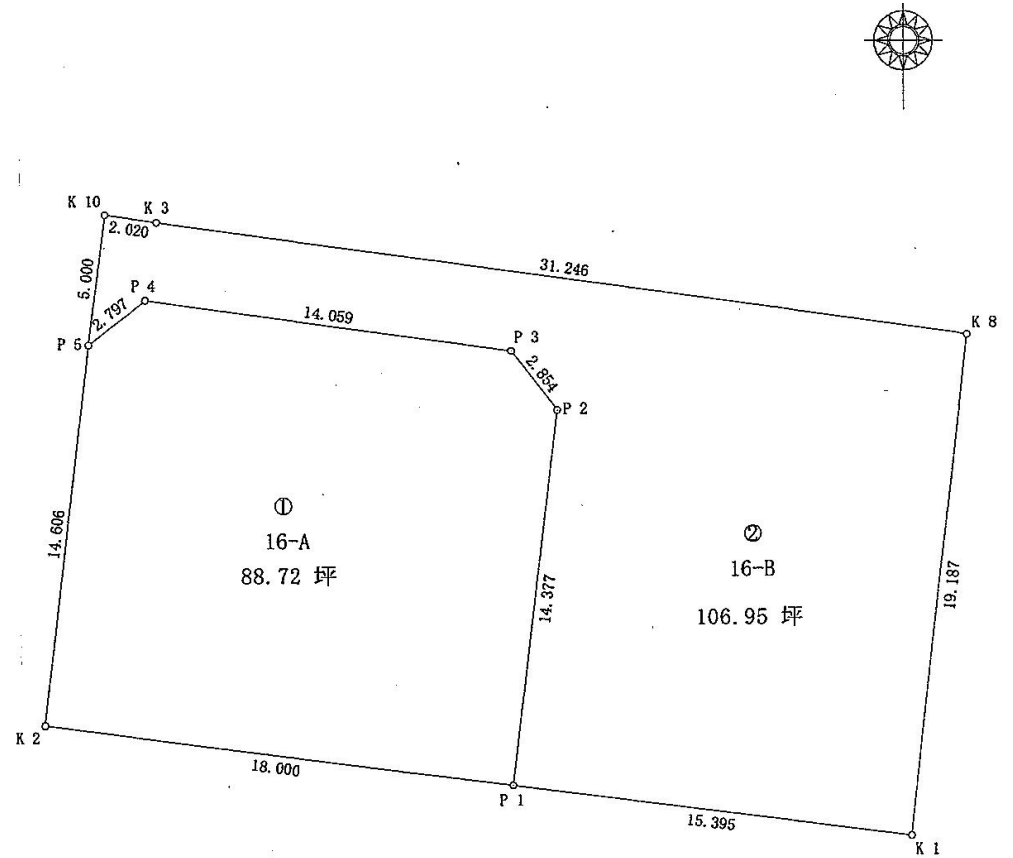 K 10
K 3
2.020
31.246
5.000
P 4
K 8
2.797
14.059
P 3
P 5
2.854
P 2
①
16-A
88.72 坪
②
16-B
106.95 坪
14.606
14.377
19.187
K 2
18.000
P 1
15.395
K 1